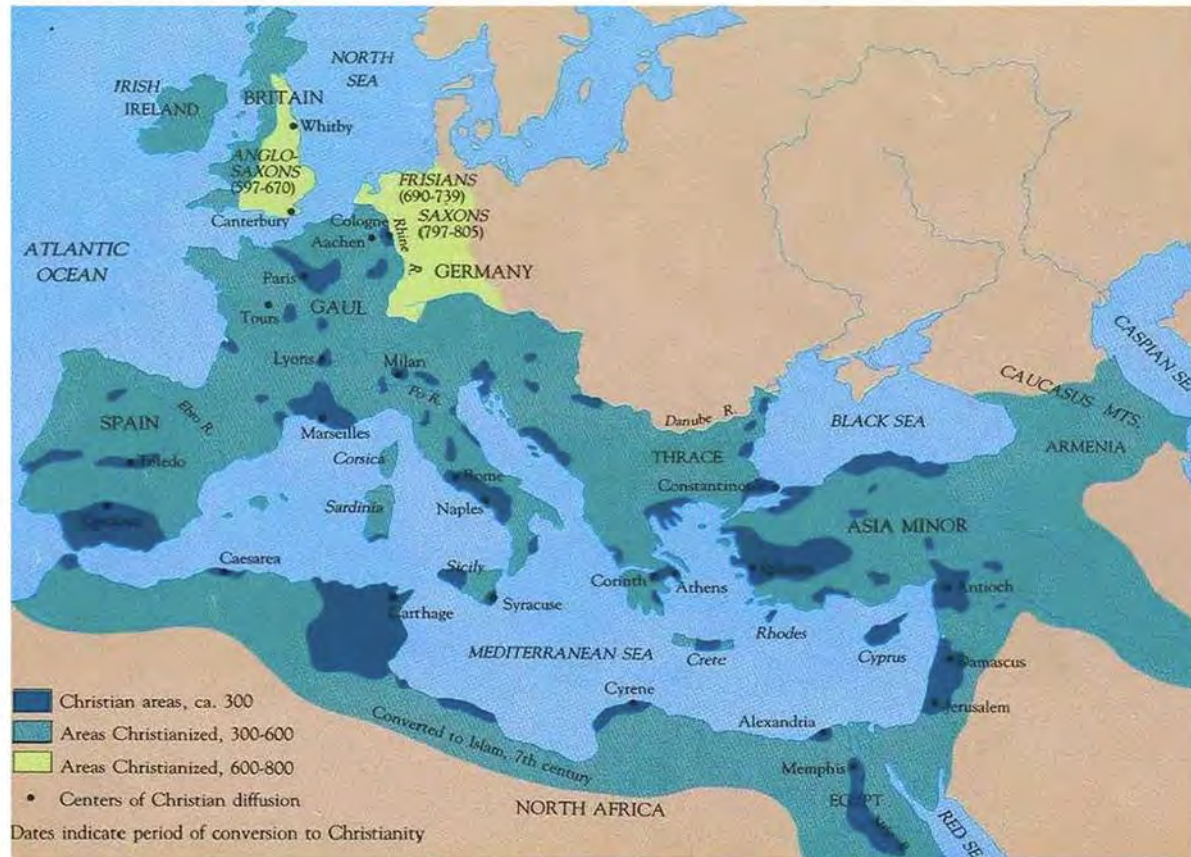 NORTH
SEA
IRISH
IRELAND
BRITAIN
Whitby
ANGLO-
SAXONS
(597-670)
FRISIANS
(690-739)
SAXONS
(797-805)
Canterbury
Cologne
Aachen
Rhine R.
GERMANY
ATLANTIC
OCEAN
Paris
GAUL
Tours
Lyons
Milan
Po R.
CASPIAN SE
CAUCASUS MTS.
ARMENIA
BLACK SEA
Danube R.
THRACE
SPAIN
Ebro R.
Marseilles
Corsica
Toledo
Rome
Constantinop
Sardinia
Naples
ASIA MINOR
Caesarea
Sicily
Corinth
Athens
Antioch
Carthage
Syracuse
Rhodes
MEDITERRANEAN SEA
Crete
Cyprus
Damascus
Cyrene
Jerusalem
Alexandria
Converted to Islam, 7th century
Memphis
EGYPT
NORTH AFRICA
RED SE
Christian areas, ca. 300
Areas Christianized, 300-600
Areas Christianized, 600-800
Centers of Christian diffusion
Dates indicate period of conversion to Christianity